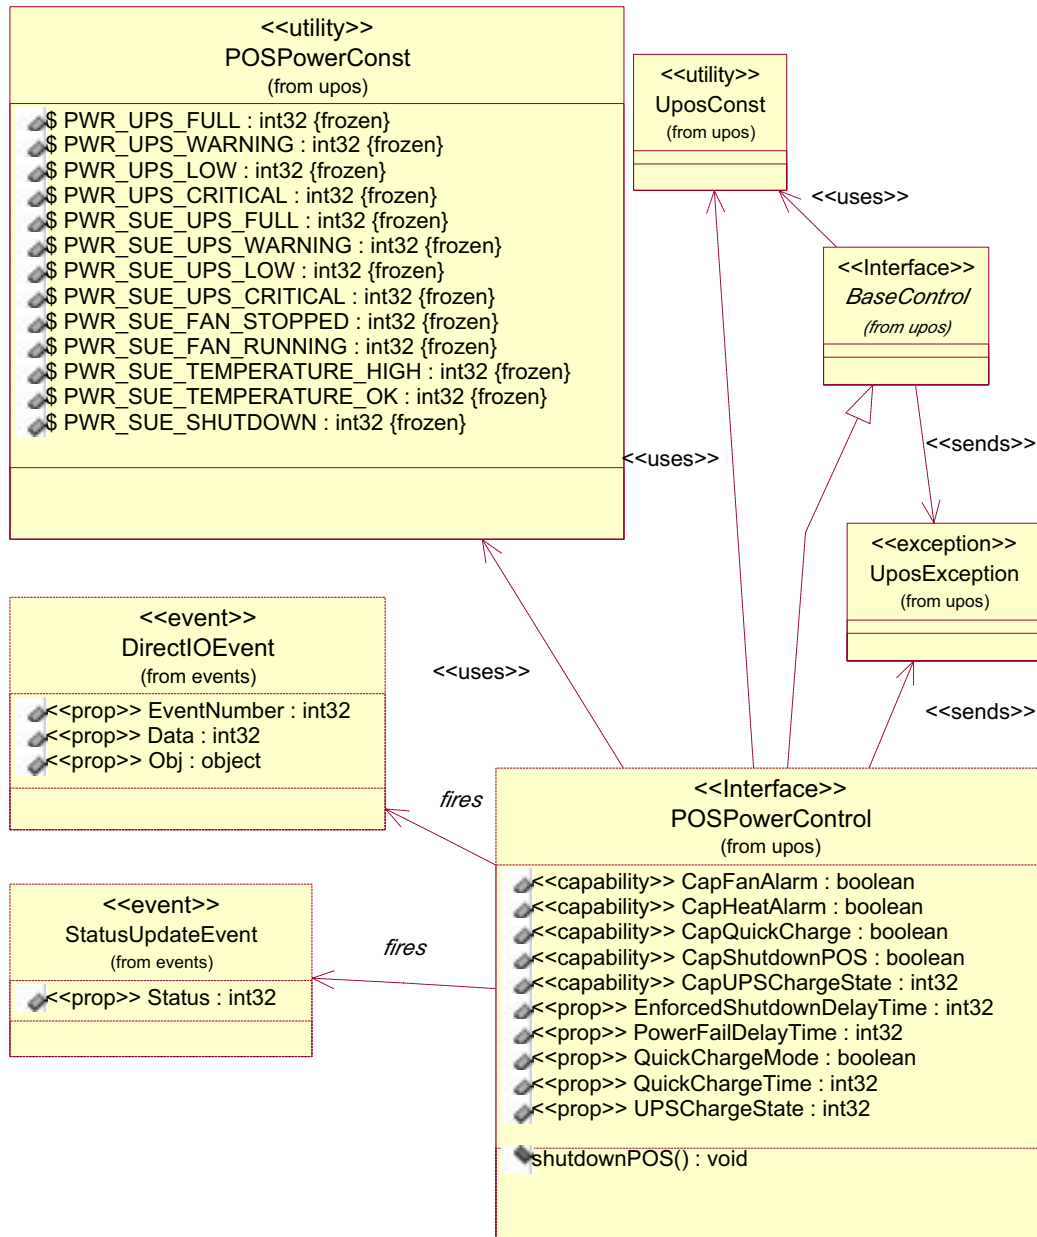 <<utility>>
POSPowerConst
(from upos)
$ PWR_UPS_FULL : int32 {frozen}
$ PWR_UPS_WARNING : int32 {frozen}
$ PWR_UPS_LOW : int32 {frozen}
$ PWR_UPS_CRITICAL : int32 {frozen}
$ PWR_SUE_UPS_FULL : int32 {frozen}
$ PWR_SUE_UPS_WARNING : int32 {frozen}
$ PWR_SUE_UPS_LOW : int32 {frozen}
$ PWR_SUE_UPS_CRITICAL : int32 {frozen}
$ PWR_SUE_FAN_STOPPED : int32 {frozen}
$ PWR_SUE_FAN_RUNNING : int32 {frozen}
$ PWR_SUE_TEMPERATURE_HIGH : int32 {frozen}
$ PWR_SUE_TEMPERATURE_OK : int32 {frozen}
$ PWR_SUE_SHUTDOWN : int32 {frozen}
<<utility>>
UposConst
(from upos)
<<uses>>
<<Interface>>
BaseControl
(from upos)
<<uses>>
<<sends>>
<<exception>>
UposException
(from upos)
<<event>>
DirectIOEvent
(from events)
<<prop>> EventNumber : int32
<<prop>> Data : int32
<<prop>> Obj : object
<<uses>>
<<sends>>
fires
<<event>>
StatusUpdateEvent
(from events)
<<prop>> Status : int32
fires
<<Interface>>
POSPowerControl
(from upos)
<<capability>> CapFanAlarm : boolean
<<capability>> CapHeatAlarm : boolean
<<capability>> CapQuickCharge : boolean
<<capability>> CapShutdownPOS : boolean
<<capability>> CapUPSChargeState : int32
<<prop>> EnforcedShutdownDelayTime : int32
<<prop>> PowerFailDelayTime : int32
<<prop>> QuickChargeMode : boolean
<<prop>> QuickChargeTime : int32
<<prop>> UPSChargeState : int32
shutdownPOS() : void